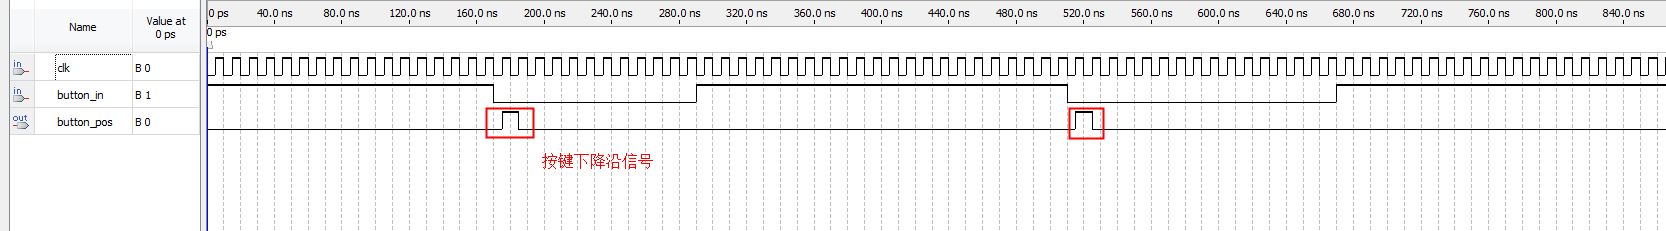 Name
Value at
0 ps
0 ps 40.0 ns 80.0 ns 120.0 ns 160.0 ns 200.0 ns 240.0 ns 280.0 ns 320.0 ns 360.0 ns 400.0 ns 440.0 ns 480.0 ns 520.0 ns 560.0 ns 600.0 ns 640.0 ns 680.0 ns 720.0 ns 760.0 ns 800.0 ns 840.0 ns
0 ps
in clk B 0
in button_in B 1
out button_pos B 0
按键下降沿信号